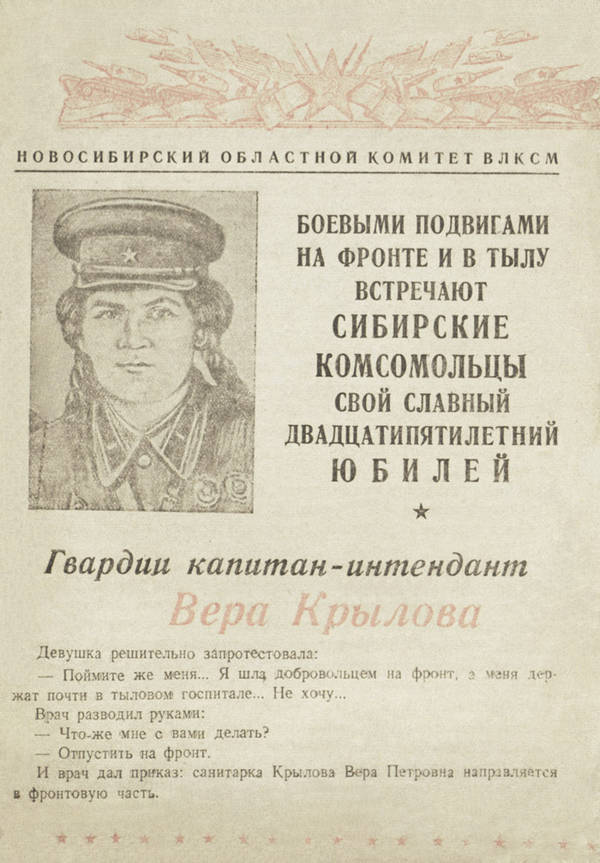 НОВОСИБИРСКИЙ ОБЛАСТНОЙ КОМИТЕТ ВЛКСМ
БОЕВЫМИ ПОДВИГАМИ
НА ФРОНТЕ И В ТЫЛУ
ВСТРЕЧАЮТ
СИБИРСКИЕ
КОМСОМОЛЬЦЫ
СВОЙ СЛАВНЫЙ
ДВАДЦАТИПЯТИЛЕТНИЙ
ЮБИЛЕЙ
Гвардии капитан-интендант
Вера Крылова
Девушка решительно запротестовала:
— Поймите же меня... Я шла добровольцем на фронт, а меня дер-
жат почти в тыловом госпитале... Не хочу...
Врач разводил руками:
— Что-же мне с вами делать?
— Отпустить на фронт.
И врач дал приказ: санитарка Крылова Вера Петровна направляется
в фронтовую часть.